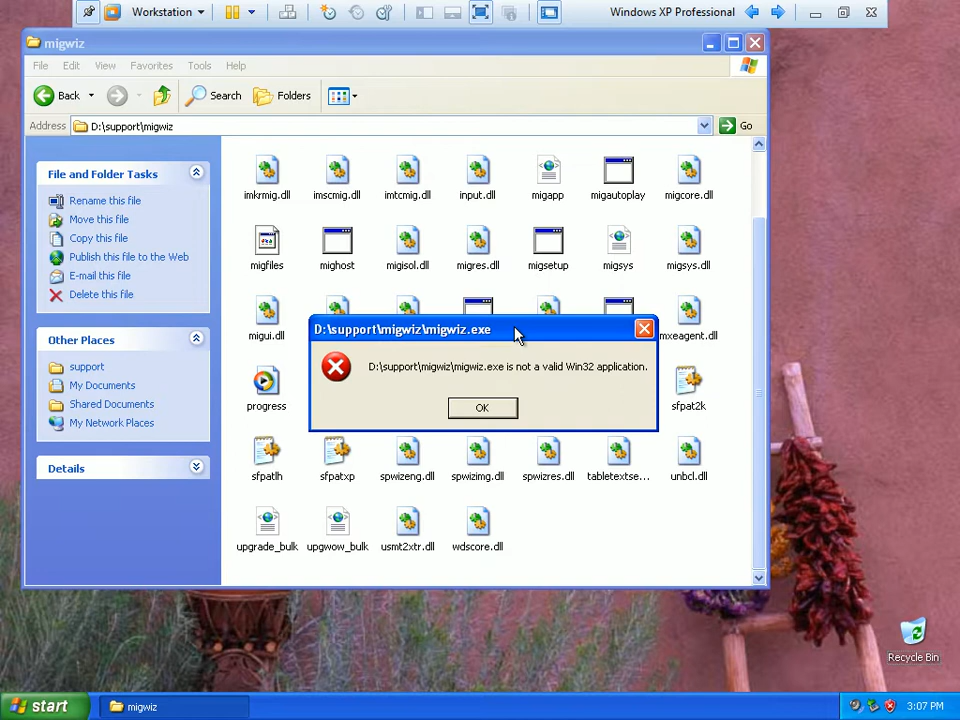 Workstation
Windows XP Professional
migwiz
File Edit View Favorites Tools Help
Back Search Folders
Address D:\support\migwiz Go
File and Folder Tasks
Rename this file
Move this file
Copy this file
Publish this file to the Web
E-mail this file
Delete this file
Other Places
support
My Documents
Shared Documents
My Network Places
Details
imkrmig.dll imscmig.dll imtcmig.dll input.dll migapp migautoplay migcore.dll
migfiles mighost migisol.dll migres.dll migsetup migsys migsys.dll
migui.dll mxeagent.dll
D:\support\migwiz\migwiz.exe
D:\support\migwiz\migwiz.exe is not a valid Win32 application.
OK
progress sfpat2k
sfpatlh sfpatxp spwizeng.dll spwizimg.dll spwizres.dll tabletextse... unbcl.dll
upgrade_bulk upgwow_bulk usmt2xtr.dll wdscore.dll
Recycle Bin
start migwiz 3:07 PM